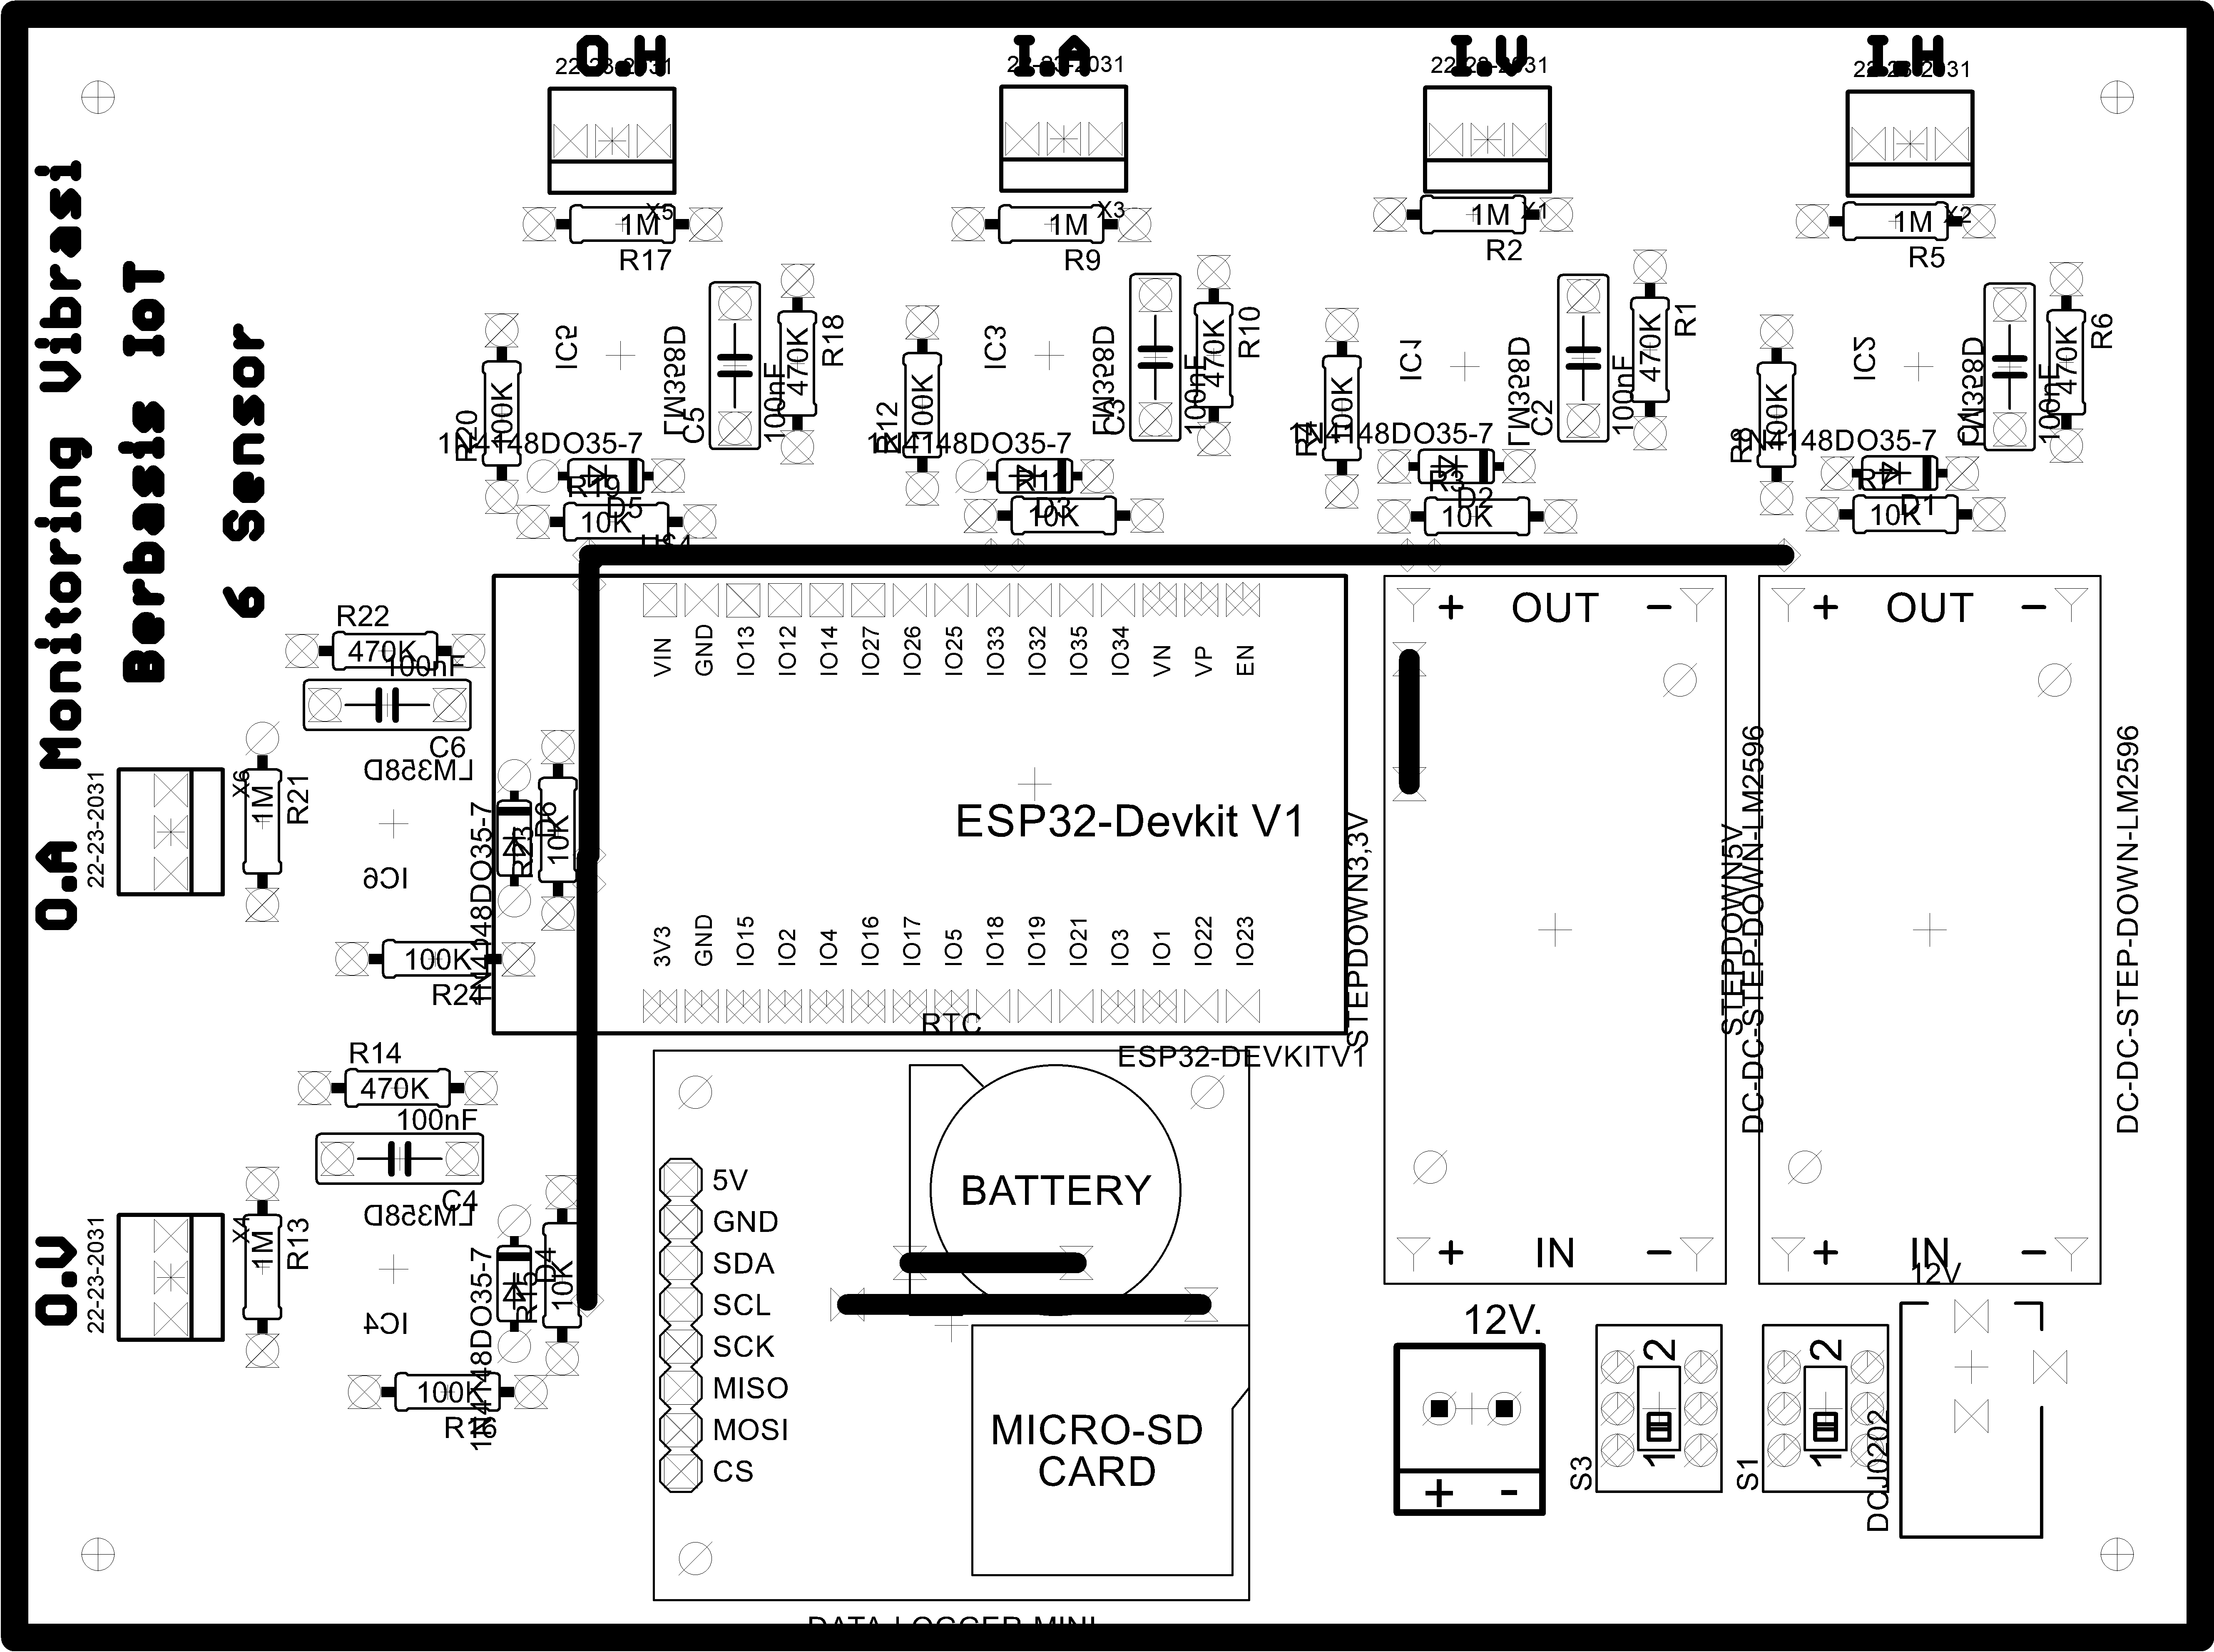 O.H
I.A
I.V
I.H
22-23-2031
22-23-2031
22-23-2031
22-23-2031
1M
X5
R17
1M
X3
R9
1M
X1
R2
1M
X2
R5
IC5
LM358D
C5
100nF
470K
R18
R20
100K
1N4148DO35-7
R19
D5
10K
IC3
LM358D
C3
100nF
470K
R10
R12
100K
1N4148DO35-7
R11
D3
10K
IC1
LM358D
C2
100nF
470K
R1
R4
100K
1N4148DO35-7
R3
D2
10K
IC2
LM358D
C1
100nF
470K
R6
R8
100K
1N4148DO35-7
R7
D1
10K
Monitoring Vibrasi
Berbasis IoT
6 Sensor
O.A
O.V
R22
470K
100nF
C6
LM358D
22-23-2031
X6
1M
R21
IC6
1N4148DO35-7
R23
D6
10K
100K
R24
R14
470K
100nF
C4
LM358D
22-23-2031
X4
1M
R13
IC4
1N4148DO35-7
R15
D4
10K
100K
R16
VIN
GND
IO13
IO12
IO14
IO27
IO26
IO25
IO33
IO32
IO35
IO34
VN
VP
EN
ESP32-Devkit V1
3V3
GND
IO15
IO2
IO4
IO16
IO17
IO5
IO18
IO19
IO21
IO3
IO1
IO22
IO23
RTC
ESP32-DEVKITV1
+ OUT -
+ OUT -
STEPDOWN3,3V
STEPDOWN5V
DC-DC-STEP-DOWN-LM2596
DC-DC-STEP-DOWN-LM2596
+ IN -
+ IN -
5V
GND
SDA
SCL
SCK
MISO
MOSI
CS
BATTERY
MICRO-SD
CARD
DATA LOGGER MINI
12V.
+ -
S3
2
1
S1
2
1
12V
DCJ0202